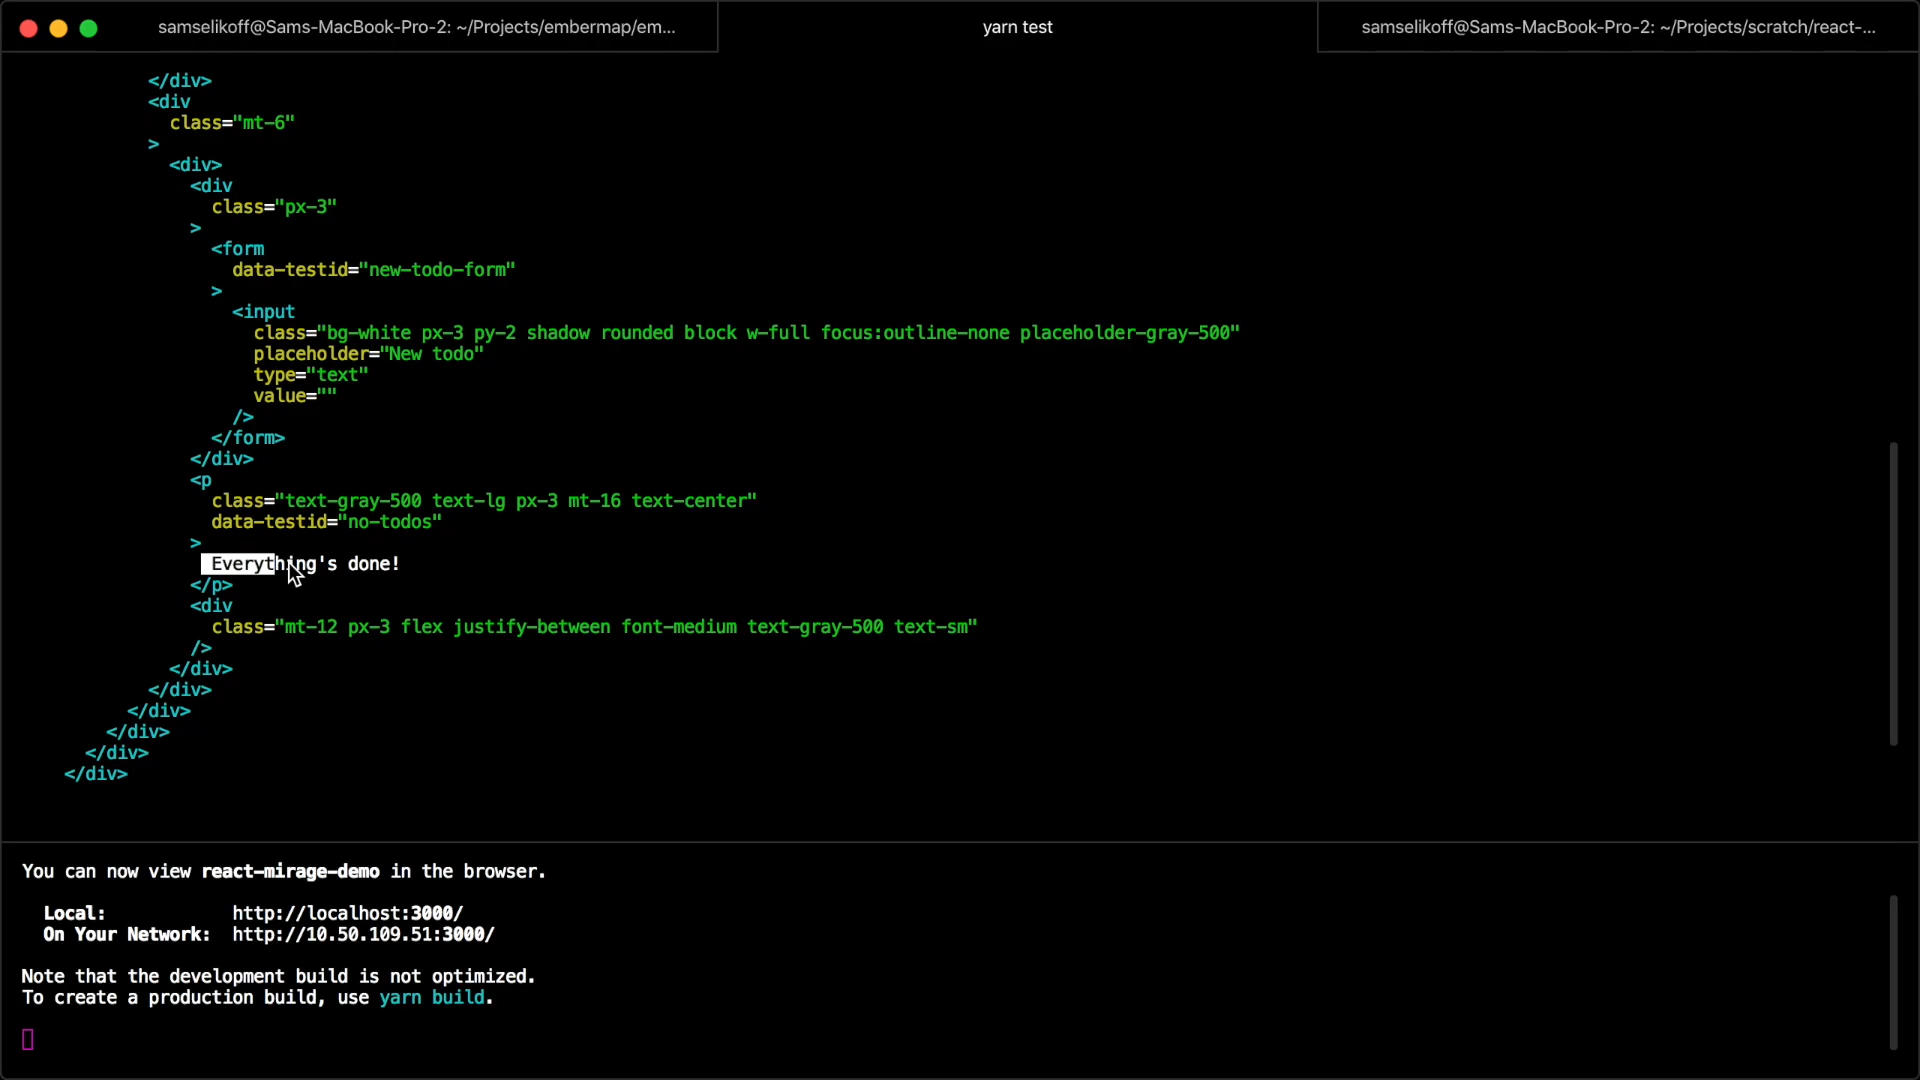 samselikoff@Sams-MacBook-Pro-2: ~/Projects/embermap/em...
yarn test
samselikoff@Sams-MacBook-Pro-2: ~/Projects/scratch/react-...
</div>
<div
class="mt-6"
>
<div>
<div
class="px-3"
>
<form
data-testid="new-todo-form"
>
<input
class="bg-white px-3 py-2 shadow rounded block w-full focus:outline-none placeholder-gray-500"
placeholder="New todo"
type="text"
value=""
/>
</form>
</div>
<p
class="text-gray-500 text-lg px-3 mt-16 text-center"
data-testid="no-todos"
>
Everything's done!
</p>
<div
class="mt-12 px-3 flex justify-between font-medium text-gray-500 text-sm"
/>
</div>
</div>
</div>
</div>
</div>
</div>
You can now view react-mirage-demo in the browser.
Local: http://localhost:3000/
On Your Network: http://10.50.109.51:3000/
Note that the development build is not optimized.
To create a production build, use yarn build.